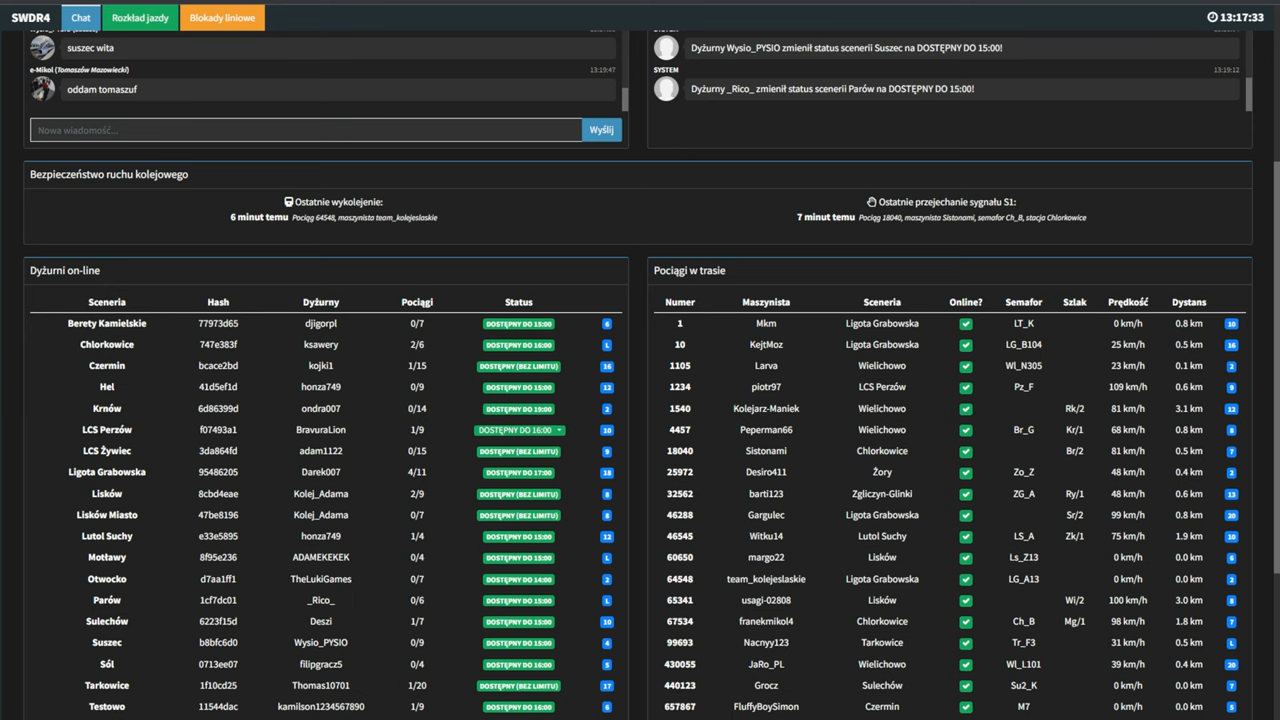 SWDR4 Chat Rozkład jazdy Blokady liniowe 13:17:33
suszec wita
e-Mikol (Tomaszów Mazowiecki) 13:19:47
oddam tomaszuf
Nowa wiadomość... Wyślij
Dyżurny Wysio_PYSIO zmienił status scenerii Suszec na DOSTĘPNY DO 15:00!
SYSTEM 13:19:12
Dyżurny _Rico_ zmienił status scenerii Parów na DOSTĘPNY DO 15:00!
Bezpieczeństwo ruchu kolejowego
Ostatnie wykolejenie:
6 minut temu Pociąg 64548, maszynista team_kolejeslaskie
Ostatnie przejechanie sygnału S1:
7 minut temu Pociąg 18040, maszynista Sistonami, semafor Ch_B, stacja Chlorkowice
Dyżurni on-line
Sceneria Hash Dyżurny Pociągi Status
Berety Kamielskie 77973d65 djigorpl 0/7 DOSTĘPNY DO 15:00 6
Chlorkowice 747e383f ksawery 2/6 DOSTĘPNY DO 16:00 L
Czermin bcace2bd kojki1 1/15 DOSTĘPNY (BEZ LIMITU) 16
Hel 41d5ef1d honza749 0/9 DOSTĘPNY DO 15:00 12
Krnów 6d86399d ondra007 0/14 DOSTĘPNY DO 19:00 2
LCS Perzów f07493a1 BravuraLion 1/9 DOSTĘPNY DO 16:00 10
LCS Żywiec 3da864fd adam1122 0/15 DOSTĘPNY (BEZ LIMITU) 9
Ligota Grabowska 95486205 Darek007 4/11 DOSTĘPNY DO 17:00 18
Lisków 8cbd4eae Kolej_Adama 2/9 DOSTĘPNY (BEZ LIMITU) 8
Lisków Miasto 47be8196 Kolej_Adama 0/7 DOSTĘPNY (BEZ LIMITU) 8
Lutol Suchy e33e5895 honza749 1/4 DOSTĘPNY DO 15:00 12
Motławy 8f95e236 ADAMEKEKEK 0/4 DOSTĘPNY DO 15:00 L
Otwocko d7aa1ff1 TheLukiGames 0/7 DOSTĘPNY DO 14:00 2
Parów 1cf7dc01 _Rico_ 0/6 DOSTĘPNY DO 15:00 L
Sulechów 6223f15d Deszi 1/7 DOSTĘPNY DO 15:00 10
Suszec b8bfc6d0 Wysio_PYSIO 0/9 DOSTĘPNY DO 15:00 4
Sól 0713ee07 filipgracz5 0/4 DOSTĘPNY DO 16:00 5
Tarkowice 1f10cd25 Thomas10701 1/20 DOSTĘPNY (BEZ LIMITU) 17
Testowo 11544dac kamilson1234567890 1/9 DOSTĘPNY DO 16:00 6
Pociągi w trasie
Numer Maszynista Sceneria Online? Semafor Szlak Prędkość Dystans
1 Mkm Ligota Grabowska LT_K 0 km/h 0.8 km 10
10 KejtMoz Ligota Grabowska LG_B104 25 km/h 0.5 km 16
1105 Larva Wielichowo Wl_N305 23 km/h 0.1 km 2
1234 piotr97 LCS Perzów Pz_F 109 km/h 0.6 km 9
1540 Kolejarz-Maniek Wielichowo Rk/2 81 km/h 3.1 km 12
4457 Peperman66 Wielichowo Br_G Kr/1 68 km/h 0.8 km 8
18040 Sistonami Chlorkowice Br/2 81 km/h 0.5 km 7
25972 Desiro411 Żory Zo_Z 48 km/h 0.4 km 2
32562 barti123 Zgliczyn-Glinki ZG_A Ry/1 48 km/h 0.6 km 13
46288 Gargulec Ligota Grabowska Sr/2 99 km/h 0.8 km 20
46545 Witku14 Lutol Suchy LS_A Zk/1 75 km/h 1.9 km 10
60650 margo22 Lisków Ls_Z13 0 km/h 0.0 km 6
64548 team_kolejeslaskie Ligota Grabowska LG_A13 0 km/h 0.0 km 2
65341 usagi-02808 Lisków Wi/2 100 km/h 3.0 km 8
67534 franekmikol4 Chlorkowice Ch_B Mg/1 98 km/h 1.8 km 7
99693 Nacnyy123 Tarkowice Tr_F3 31 km/h 0.5 km L
430055 JaRo_PL Wielichowo Wl_L101 39 km/h 0.4 km 20
440123 Grocz Sulechów Su2_K 0 km/h 0.0 km 7
657867 FluffyBoySimon Czermin M7 0 km/h 0.0 km 5